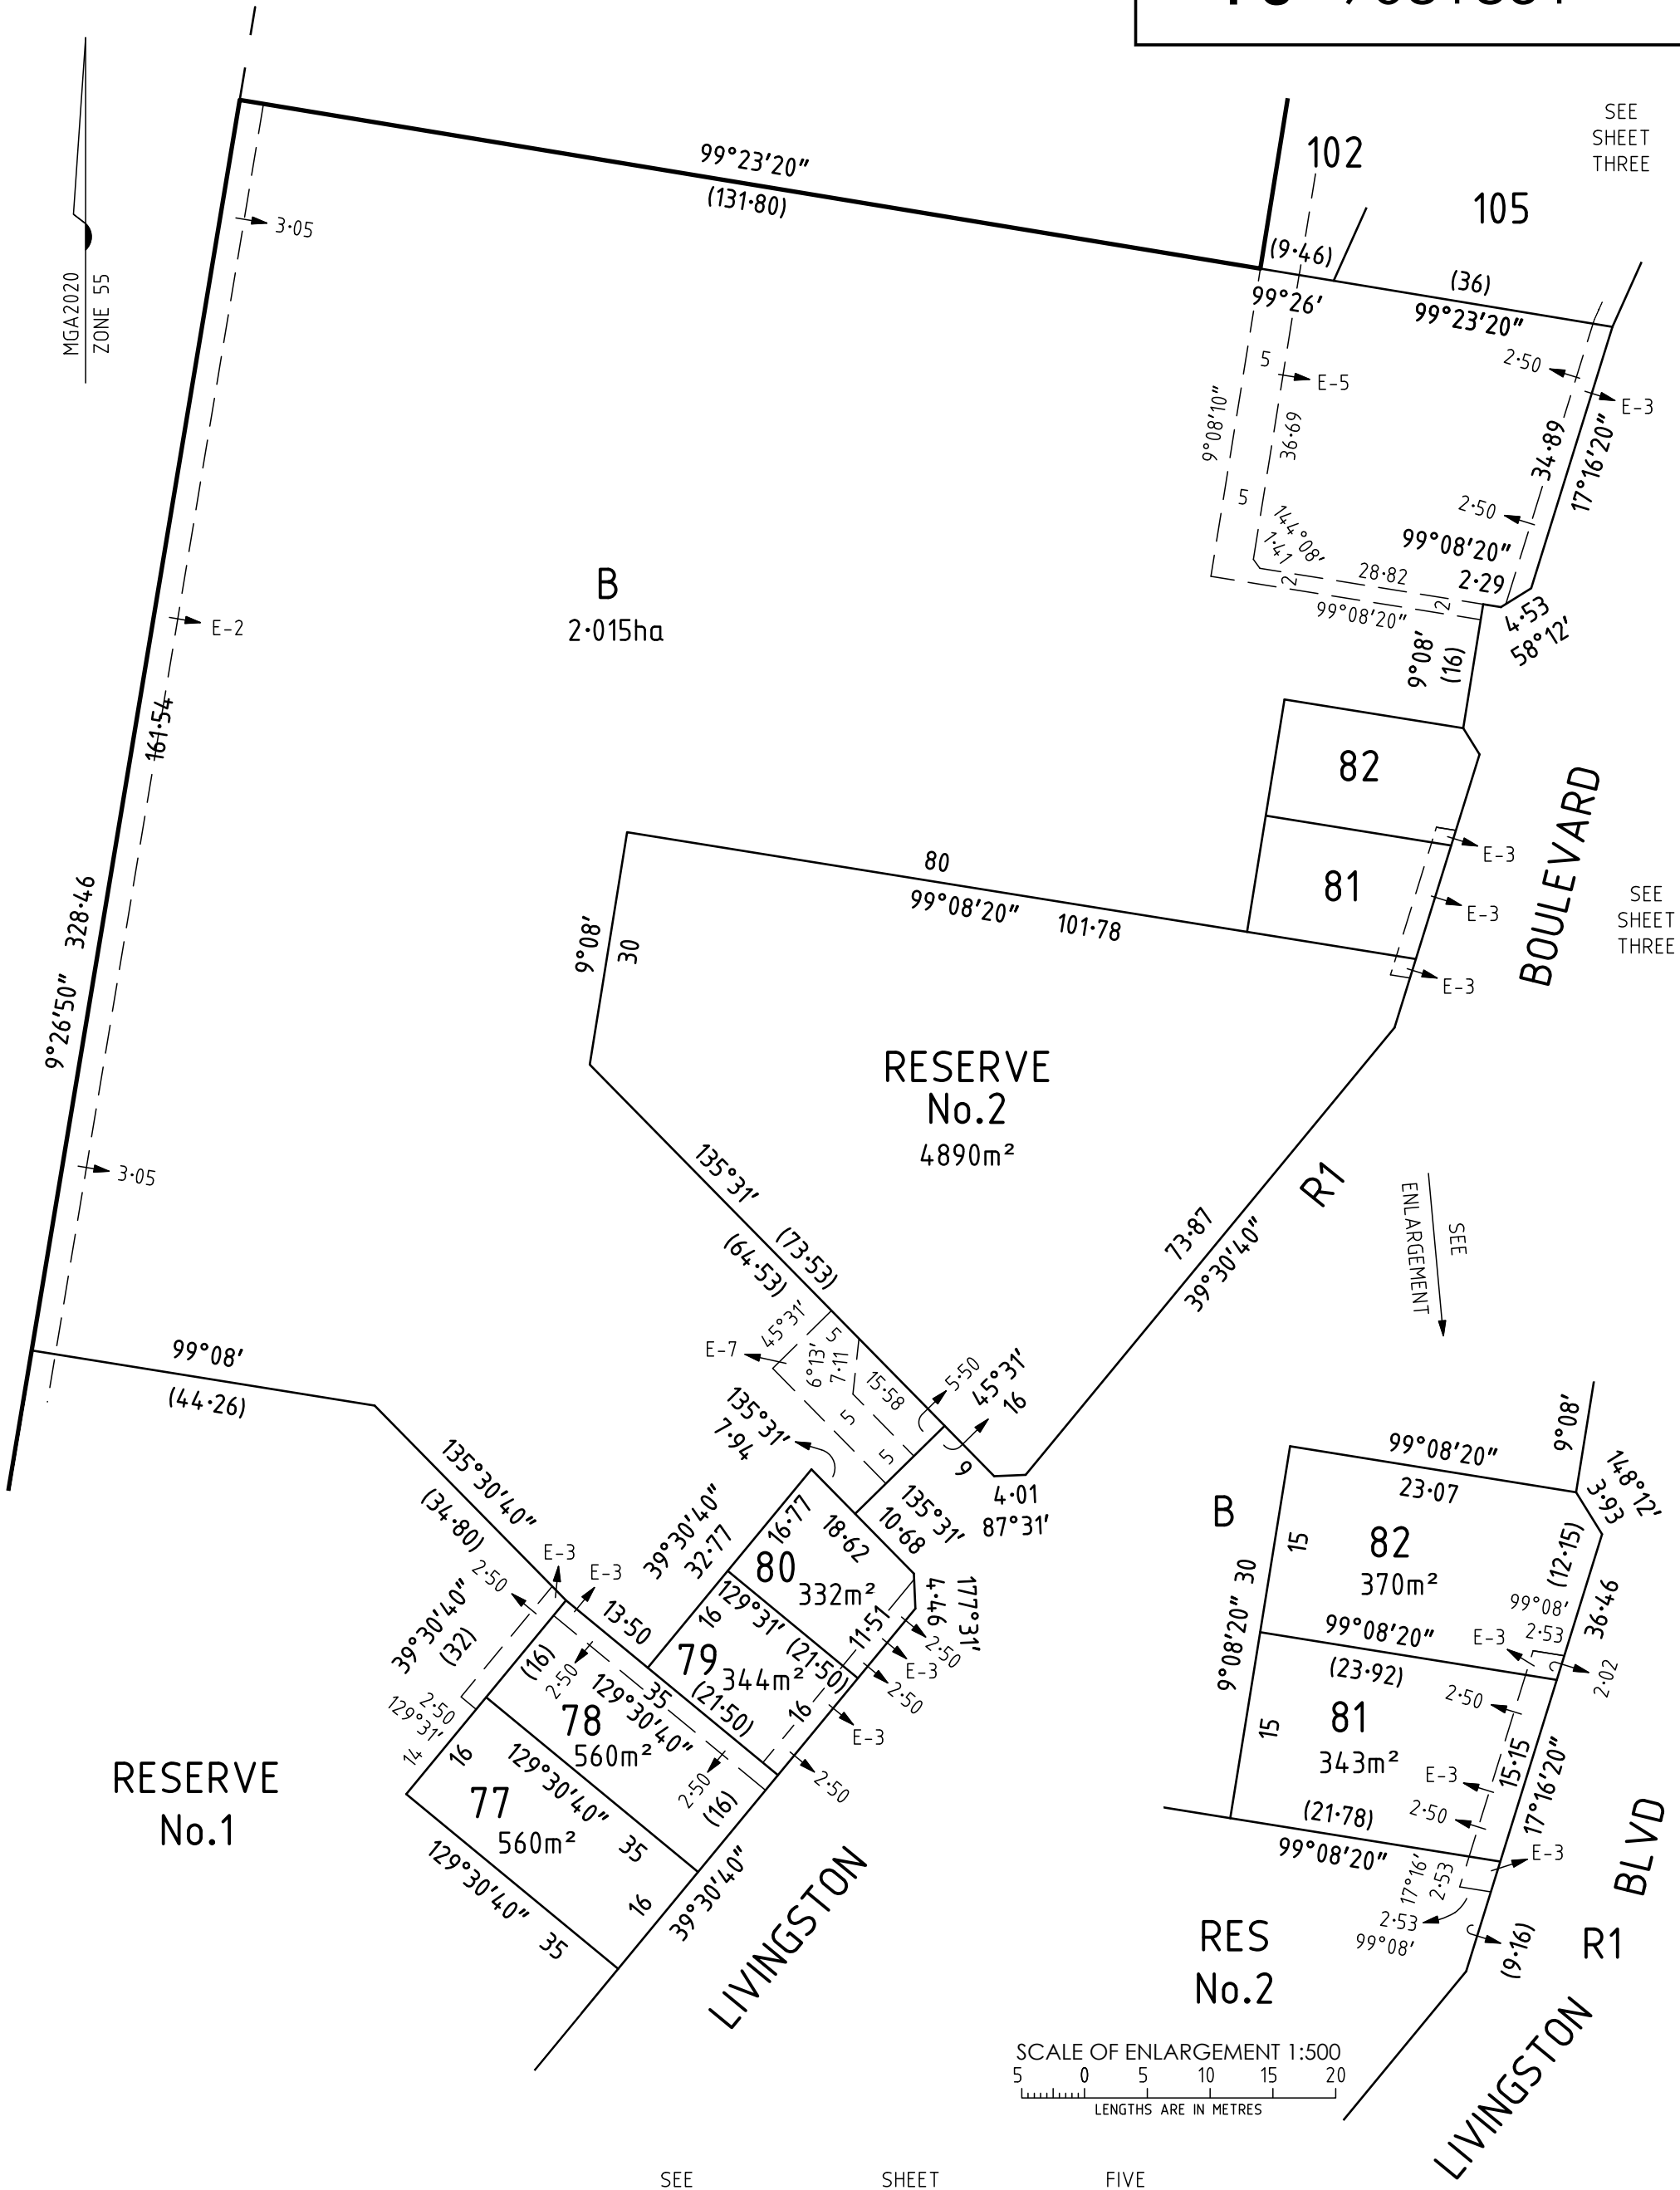 SEE
SHEET
THREE
102
105
99°23'20"
(131·80)
3·05
MGA2020
ZONE 55
(9·46)
99°26'
(36)
99°23'20"
2·50
E-3
5
E-5
9°08'10"
36·69
34·89
17°16'20"
5
2·50
144°08'
1·41
99°08'20"
28·82
2·29
2
2
99°08'20"
4·53
58°12'
B
2·015ha
E-2
9°08'
(16)
161·54
82
81
E-3
E-3
E-3
BOULEVARD
SEE
SHEET
THREE
80
99°08'20"
101·78
9°08'
30
328·46
9°26'50"
RESERVE
No.2
4890m²
3·05
135°31'
(73·53)
(64·53)
R1
73·87
39°30'40"
SEE
ENLARGEMENT
99°08'
(44·26)
E-7
45°31'
5
6°13'
7·11
15·58
5
5
5·50
45°31'
16
135°31'
7·94
9
4·01
87°31'
135°31'
10·68
135°30'40"
(34·80)
39°30'40"
32·77
16·77
18·62
80
332m²
177°31'
4·46
E-3
E-3
2·50
13·50
16
129°31'
(21·50)
11·51
2·50
E-3
2·50
39°30'40"
(32)
79
344m²
(21·50)
16
E-3
(16)
2·50
35
129°30'40"
78
560m²
2·50
(16)
2·50
2·50
129°31'
14
16
129°30'40"
35
77
560m²
129°30'40"
35
16
39°30'40"
RESERVE
No.1
LIVINGSTON
9°08'
99°08'20"
23·07
148°12'
3·93
B
15
82
370m²
(12·15)
36·46
30
9°08'20"
99°08'
2·53
99°08'20"
(23·92)
E-3
2·02
2·50
15
81
343m²
E-3
15·15
17°16'20"
2·50
(21·78)
99°08'20"
E-3
17°16'
2·53
2·53
99°08'
(9·16)
BLVD
R1
RES
No.2
LIVINGSTON
SCALE OF ENLARGEMENT 1:500
5 0 5 10 15 20
LENGTHS ARE IN METRES
SEE SHEET FIVE